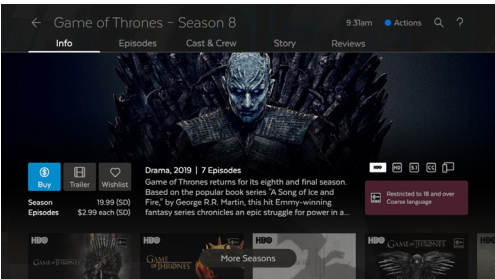 ← Game of Thrones – Season 8
9:31am
Actions
?
Info
Episodes
Cast & Crew
Story
Reviews
Buy
Trailer
Wishlist
Season 19.99 (SD)
Episodes $2.99 each (SD)
Drama, 2019 | 7 Episodes
Game of Thrones returns for its eighth and final season.
Based on the popular book series "A Song of Ice and
Fire," by George R.R. Martin, this hit Emmy-winning
fantasy series chronicles an epic struggle for power in a...
HD 5.1 CC
Restricted to 18 and over
Coarse language
HBO
GAME OF THRONES
HBO
GAME OF THRONES
HBO
HBO
GAME OF THRONES
More Seasons